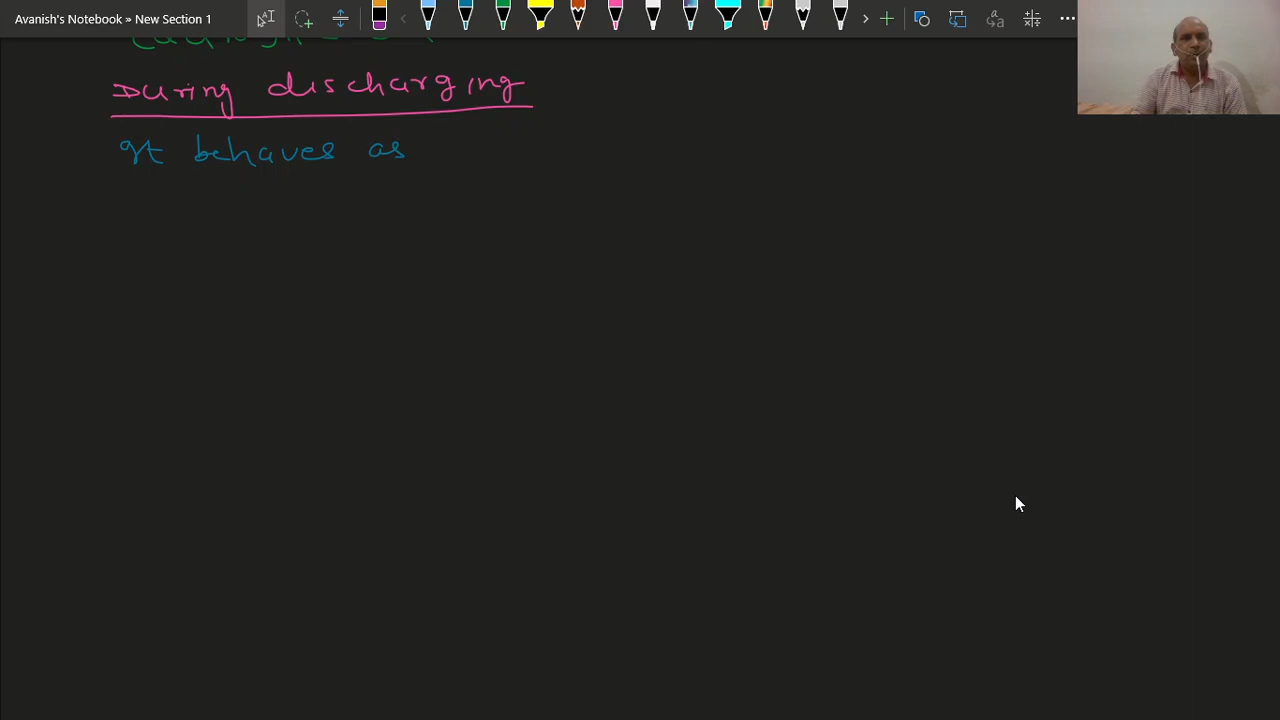 Avanish's Notebook » New Section 1
During discharging
It behaves as